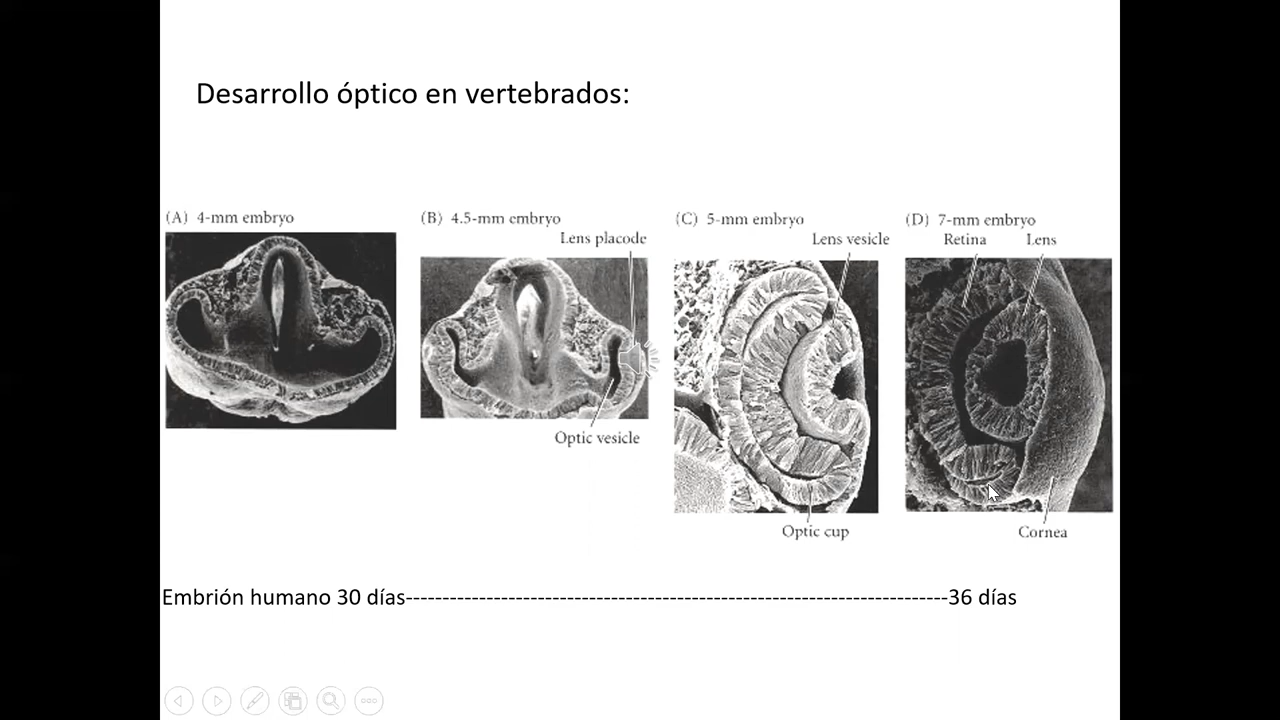 Desarrollo óptico en vertebrados:
(A) 4-mm embryo
(B) 4.5-mm embryo
Lens placode
Optic vesicle
(C) 5-mm embryo
Lens vesicle
Optic cup
(D) 7-mm embryo
Retina Lens
Cornea
Embrión humano 30 días--------------------------------------------------------------------------36 días